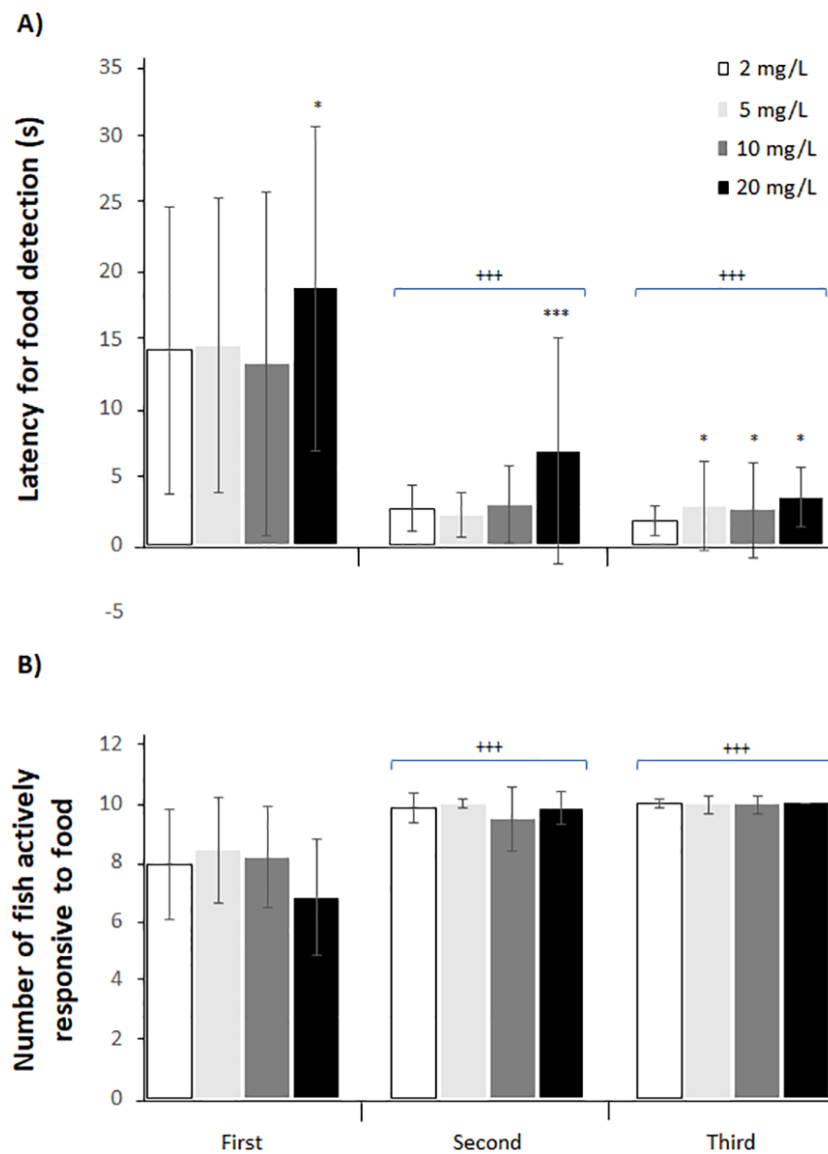 A)
Latency for food detection (s)
35
30
25
20
15
10
5
0
-5
2 mg/L
5 mg/L
10 mg/L
20 mg/L
*
+++
***
+++
*
*
*
B)
Number of fish actively
responsive to food
12
10
8
6
4
2
0
+++
+++
First
Second
Third